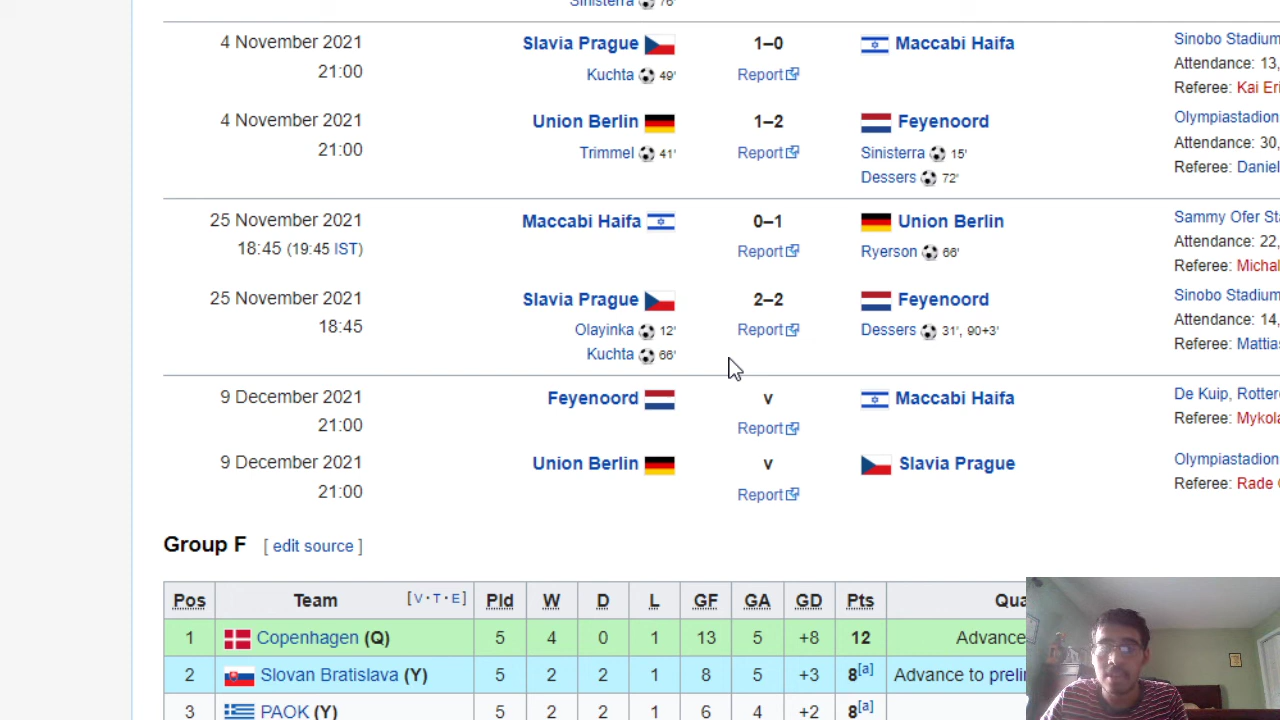 Sinisterra 76'
4 November 2021 Slavia Prague 1–0 Maccabi Haifa Sinobo Stadium
21:00 Kuchta 49' Report Attendance: 13,
Referee: Kai Eri
4 November 2021 Union Berlin 1–2 Feyenoord Olympiastadion
21:00 Trimmel 41' Report Sinisterra 15' Attendance: 30,
Dessers 72' Referee: Daniel
25 November 2021 Maccabi Haifa 0–1 Union Berlin Sammy Ofer Sta
18:45 (19:45 IST) Report Ryerson 66' Attendance: 22,
Referee: Michal
25 November 2021 Slavia Prague 2–2 Feyenoord Sinobo Stadium
18:45 Olayinka 12' Report Dessers 31', 90+3' Attendance: 14,
Kuchta 66' Referee: Mattias
9 December 2021 Feyenoord v Maccabi Haifa De Kuip, Rotter
21:00 Report Referee: Mykola
9 December 2021 Union Berlin v Slavia Prague Olympiastadion
21:00 Report Referee: Rade
Group F [ edit source ]
Pos Team [V·T·E] Pld W D L GF GA GD Pts Qua
1 Copenhagen (Q) 5 4 0 1 13 5 +8 12 Advance
2 Slovan Bratislava (Y) 5 2 2 1 8 5 +3 8[a] Advance to prelin
3 PAOK (Y) 5 2 2 1 6 4 +2 8[a]